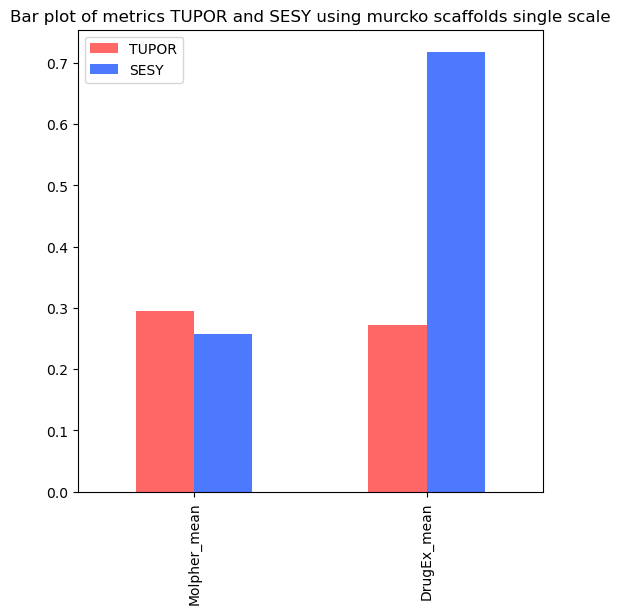 Bar plot of metrics TUPOR and SESY using murcko scaffolds single scale
TUPOR
SESY
0.7
0.6
0.5
0.4
0.3
0.2
0.1
0.0
Molpher_mean
DrugEx_mean